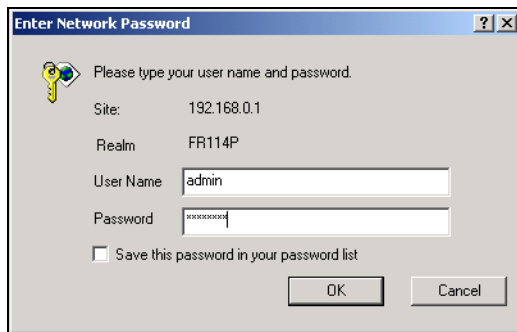 Enter Network Password
Please type your user name and password.
Site: 192.168.0.1
Realm FR114P
User Name admin
Password xxxxxxxx
Save this password in your password list
OK Cancel